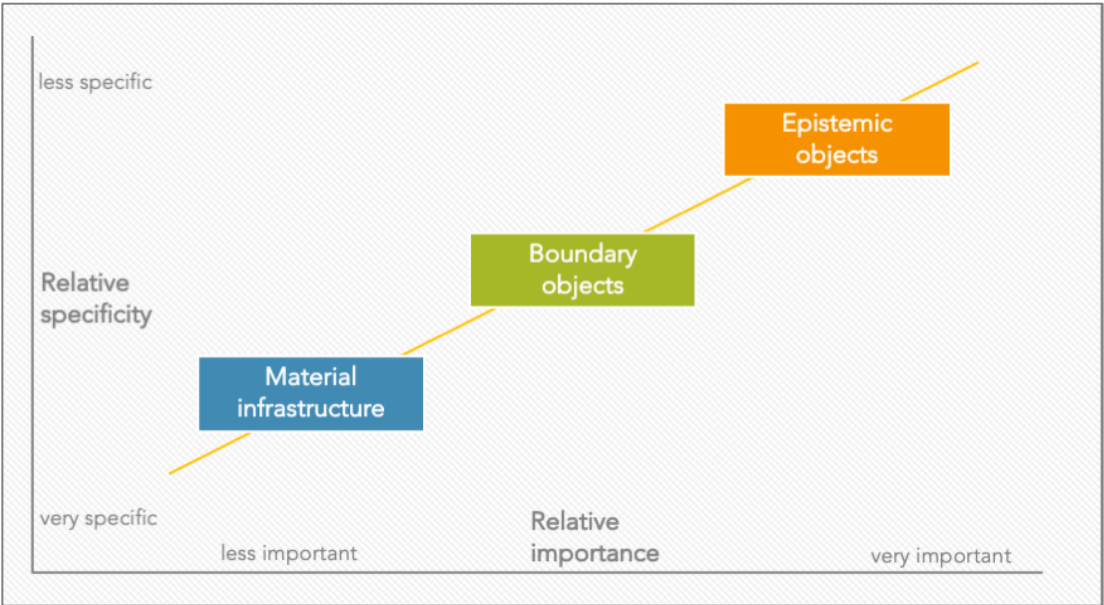 less specific
Epistemic
objects
Boundary
objects
Relative
specificity
Material
infrastructure
very specific
Relative
importance
less important
very important